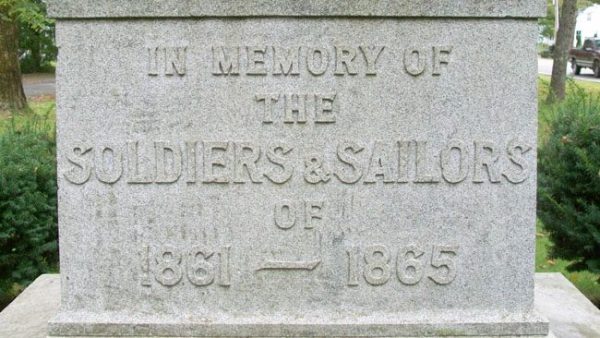 IN MEMORY OF
THE
SOLDIERS & SAILORS
OF
1861 — 1865